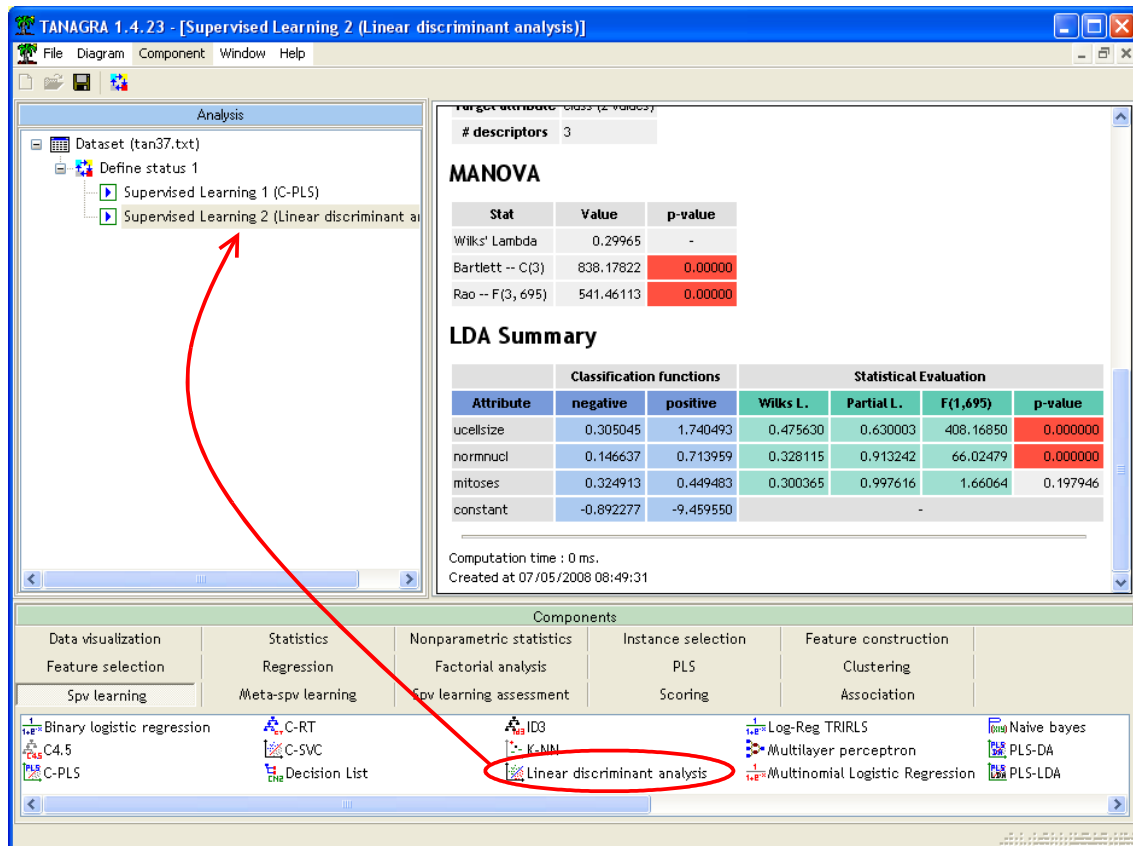 TANAGRA 1.4.23 - [Supervised Learning 2 (Linear discriminant analysis)]
File Diagram Component Window Help
Analysis
Dataset (tan37.txt)
Define status 1
Supervised Learning 1 (C-PLS)
Supervised Learning 2 (Linear discriminant
Target attribute class (2 values)
# descriptors 3
MANOVA
Stat Value p-value
Wilks' Lambda 0.29965 -
Bartlett -- C(3) 838.17822 0.00000
Rao -- F(3, 695) 541.46113 0.00000
LDA Summary
Classification functions Statistical Evaluation
Attribute negative positive Wilks L. Partial L. F(1,695) p-value
ucellsize 0.305045 1.740493 0.475630 0.630003 408.16850 0.000000
normnucl 0.146637 0.713959 0.328115 0.913242 66.02479 0.000000
mitoses 0.324913 0.449483 0.300365 0.997616 1.66064 0.197946
constant -0.892277 -9.459550 -
Computation time : 0 ms.
Created at 07/05/2008 08:49:31
Components
Data visualization Statistics Nonparametric statistics Instance selection Feature construction
Feature selection Regression Factorial analysis PLS Clustering
Spv learning Meta-spv learning Spv learning assessment Scoring Association
Binary logistic regression C-RT ID3 Log-Reg TRIRLS Naive bayes
C4.5 C-SVC K-NN Multilayer perceptron PLS-DA
C-PLS Decision List Linear discriminant analysis Multinomial Logistic Regression PLS-LDA